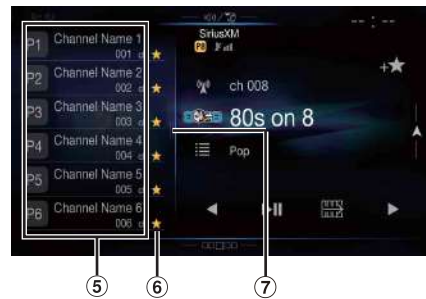 SiriusXM
-- : --
P1 Channel Name 1
001
P2 Channel Name 2
002
P3 Channel Name 3
003
P4 Channel Name 4
004
P5 Channel Name 5
005
P6 Channel Name 6
006
P8
ch 008
80s on 8
Pop
5 6 7